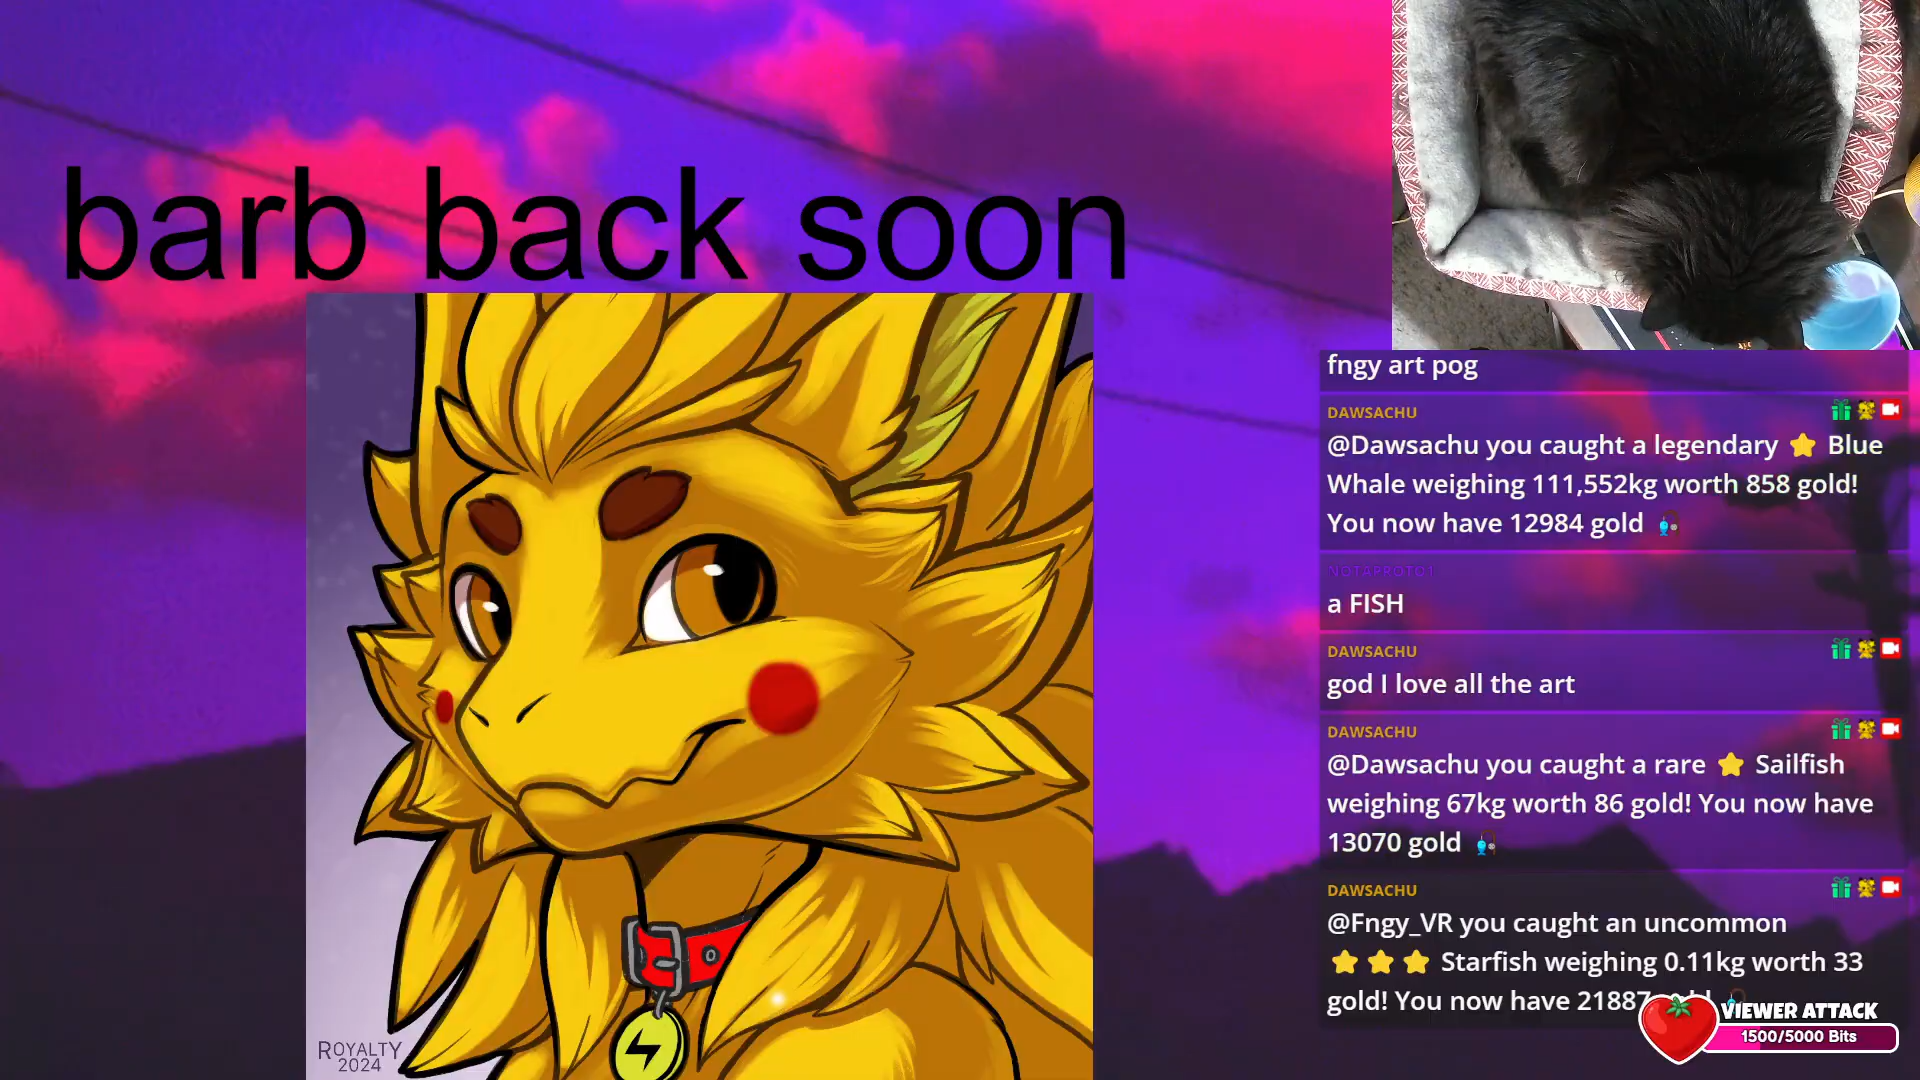 barb back soon
fngy art pog
DAWSACHU
@Dawsachu you caught a legendary ⭐ Blue
Whale weighing 111,552kg worth 858 gold!
You now have 12984 gold
NOTAPROTO1
a FISH
DAWSACHU
god I love all the art
DAWSACHU
@Dawsachu you caught a rare ⭐ Sailfish
weighing 67kg worth 86 gold! You now have
13070 gold
DAWSACHU
@Fngy_VR you caught an uncommon
⭐⭐⭐ Starfish weighing 0.11kg worth 33
gold! You now have 21887
VIEWER ATTACK
1500/5000 Bits
ROYALTY
2024